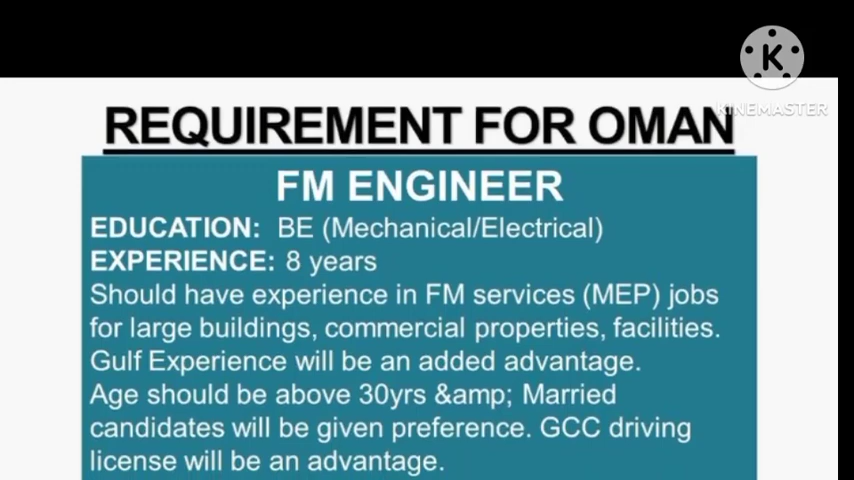 K
KINEMASTER
REQUIREMENT FOR OMAN
FM ENGINEER
EDUCATION: BE (Mechanical/Electrical)
EXPERIENCE: 8 years
Should have experience in FM services (MEP) jobs
for large buildings, commercial properties, facilities.
Gulf Experience will be an added advantage.
Age should be above 30yrs &amp; Married
candidates will be given preference. GCC driving
license will be an advantage.